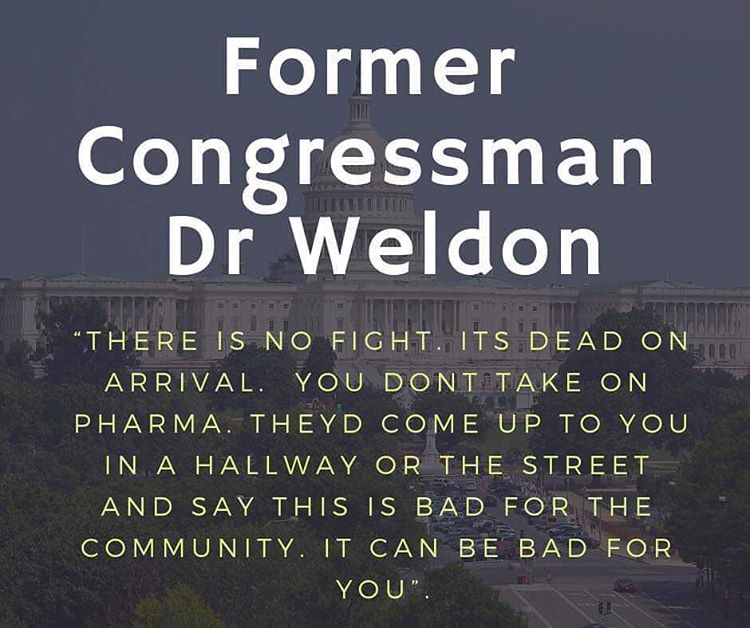 Former
Congressman
Dr Weldon
“THERE IS NO FIGHT. ITS DEAD ON
ARRIVAL. YOU DONT TAKE ON
PHARMA. THEYD COME UP TO YOU
IN A HALLWAY OR THE STREET
AND SAY THIS IS BAD FOR THE
COMMUNITY. IT CAN BE BAD FOR
YOU”.